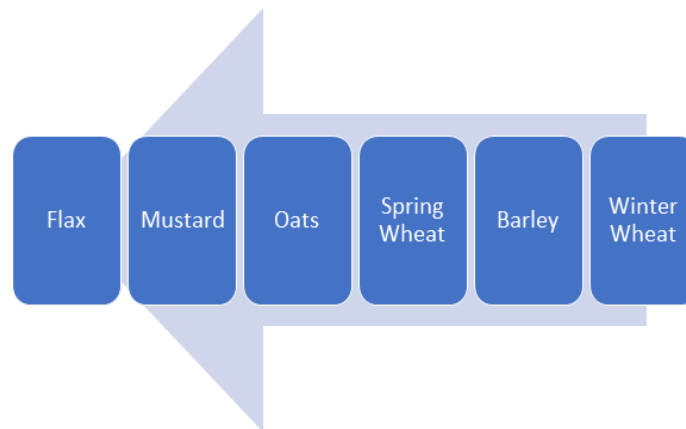 Flax
Mustard
Oats
Spring
Wheat
Barley
Winter
Wheat